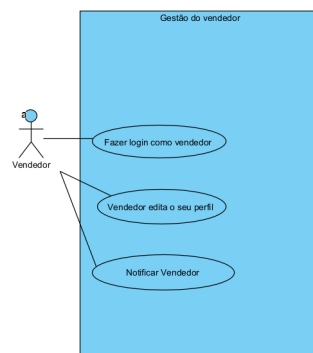 Gestão do vendedor
a
Fazer login como vendedor
Vendedor
Vendedor edita o seu perfil
Notificar Vendedor